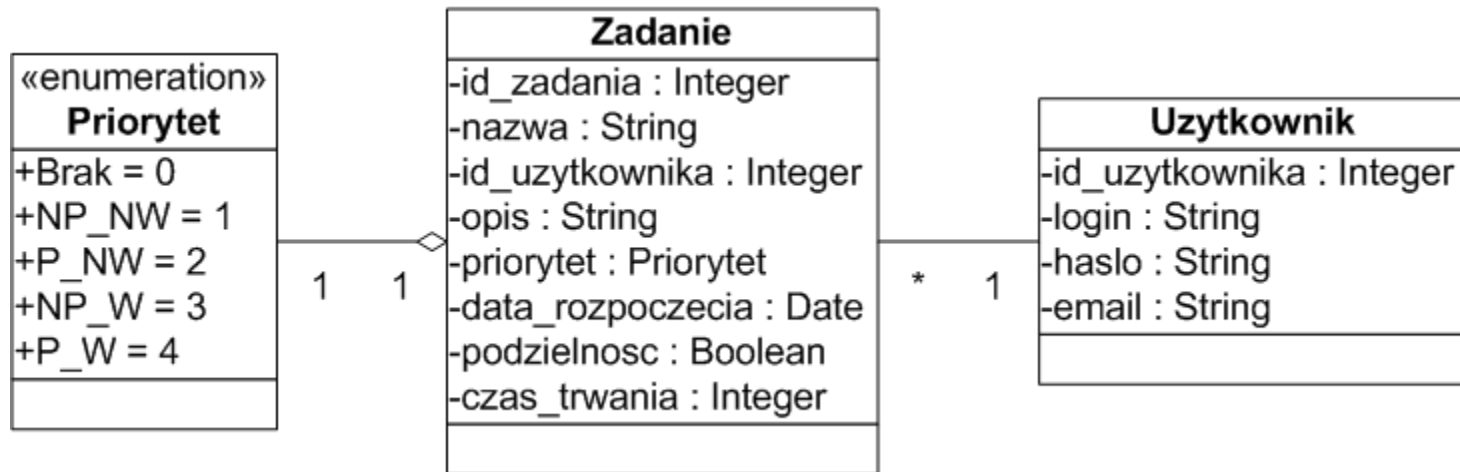 «enumeration»
Priorytet
+Brak = 0
+NP_NW = 1
+P_NW = 2
+NP_W = 3
+P_W = 4
1
1
Zadanie
-id_zadania : Integer
-nazwa : String
-id_uzytkownika : Integer
-opis : String
-priorytet : Priorytet
-data_rozpoczecia : Date
-podzielnosc : Boolean
-czas_trwania : Integer
*
1
Uzytkownik
-id_uzytkownika : Integer
-login : String
-haslo : String
-email : String